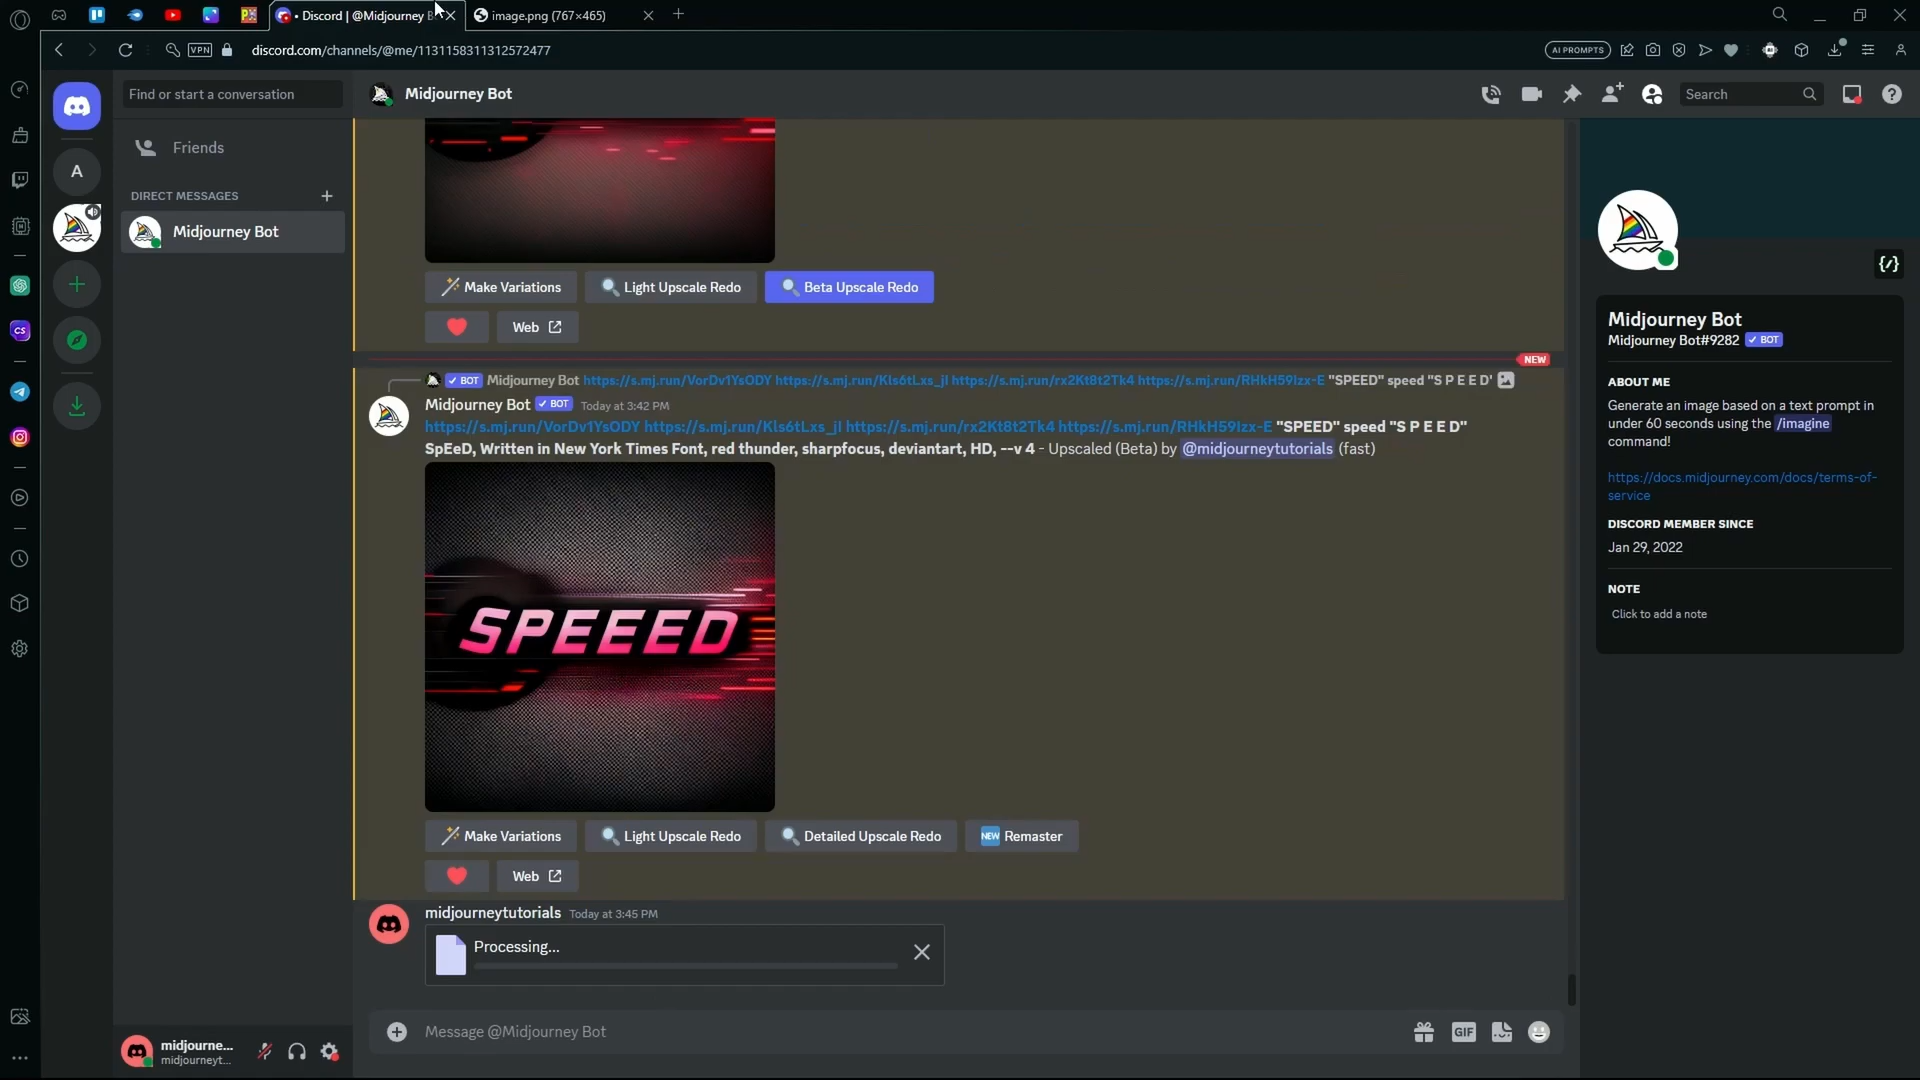 Discord | @Midjourney B
image.png (767×465)
VPN
discord.com/channels/@me/1131158311312572477
AI PROMPTS
Find or start a conversation
Midjourney Bot
Search
A
Friends
DIRECT MESSAGES
Midjourney Bot
CS
Make Variations
Light Upscale Redo
Beta Upscale Redo
Web
NEW
BOT Midjourney Bot https://s.mj.run/VorDv1YsODY https://s.mj.run/Kls6tLxs_jI https://s.mj.run/rx2Kt8t2Tk4 https://s.mj.run/RHkH59Izx-E "SPEED" speed "S P E E D'
Midjourney Bot BOT Today at 3:42 PM
https://s.mj.run/VorDv1YsODY https://s.mj.run/Kls6tLxs_jI https://s.mj.run/rx2Kt8t2Tk4 https://s.mj.run/RHkH59Izx-E "SPEED" speed "S P E E D"
SpEeD, Written in New York Times Font, red thunder, sharpfocus, deviantart, HD, --v 4 - Upscaled (Beta) by @midjourneytutorials (fast)
SPEEED
Make Variations
Light Upscale Redo
Detailed Upscale Redo
NEW Remaster
Web
midjourneytutorials Today at 3:45 PM
Processing...
Message @Midjourney Bot
GIF
midjourne...
midjourneyt...
Midjourney Bot
Midjourney Bot#9282 BOT
ABOUT ME
Generate an image based on a text prompt in
under 60 seconds using the /imagine
command!
https://docs.midjourney.com/docs/terms-of-
service
DISCORD MEMBER SINCE
Jan 29, 2022
NOTE
Click to add a note